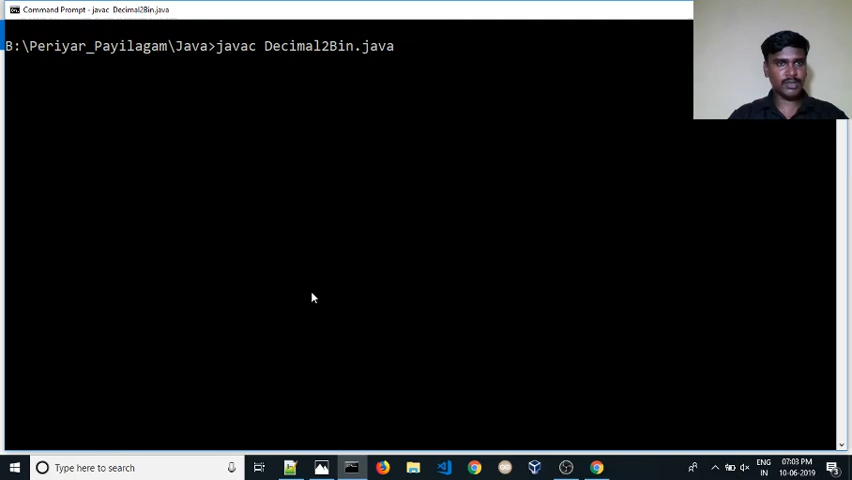 Command Prompt - javac Decimal2Bin.java
B:\Periyar_Payilagam\Java>javac Decimal2Bin.java
Type here to search
ENG
IN
07:03 PM
10-06-2019
3